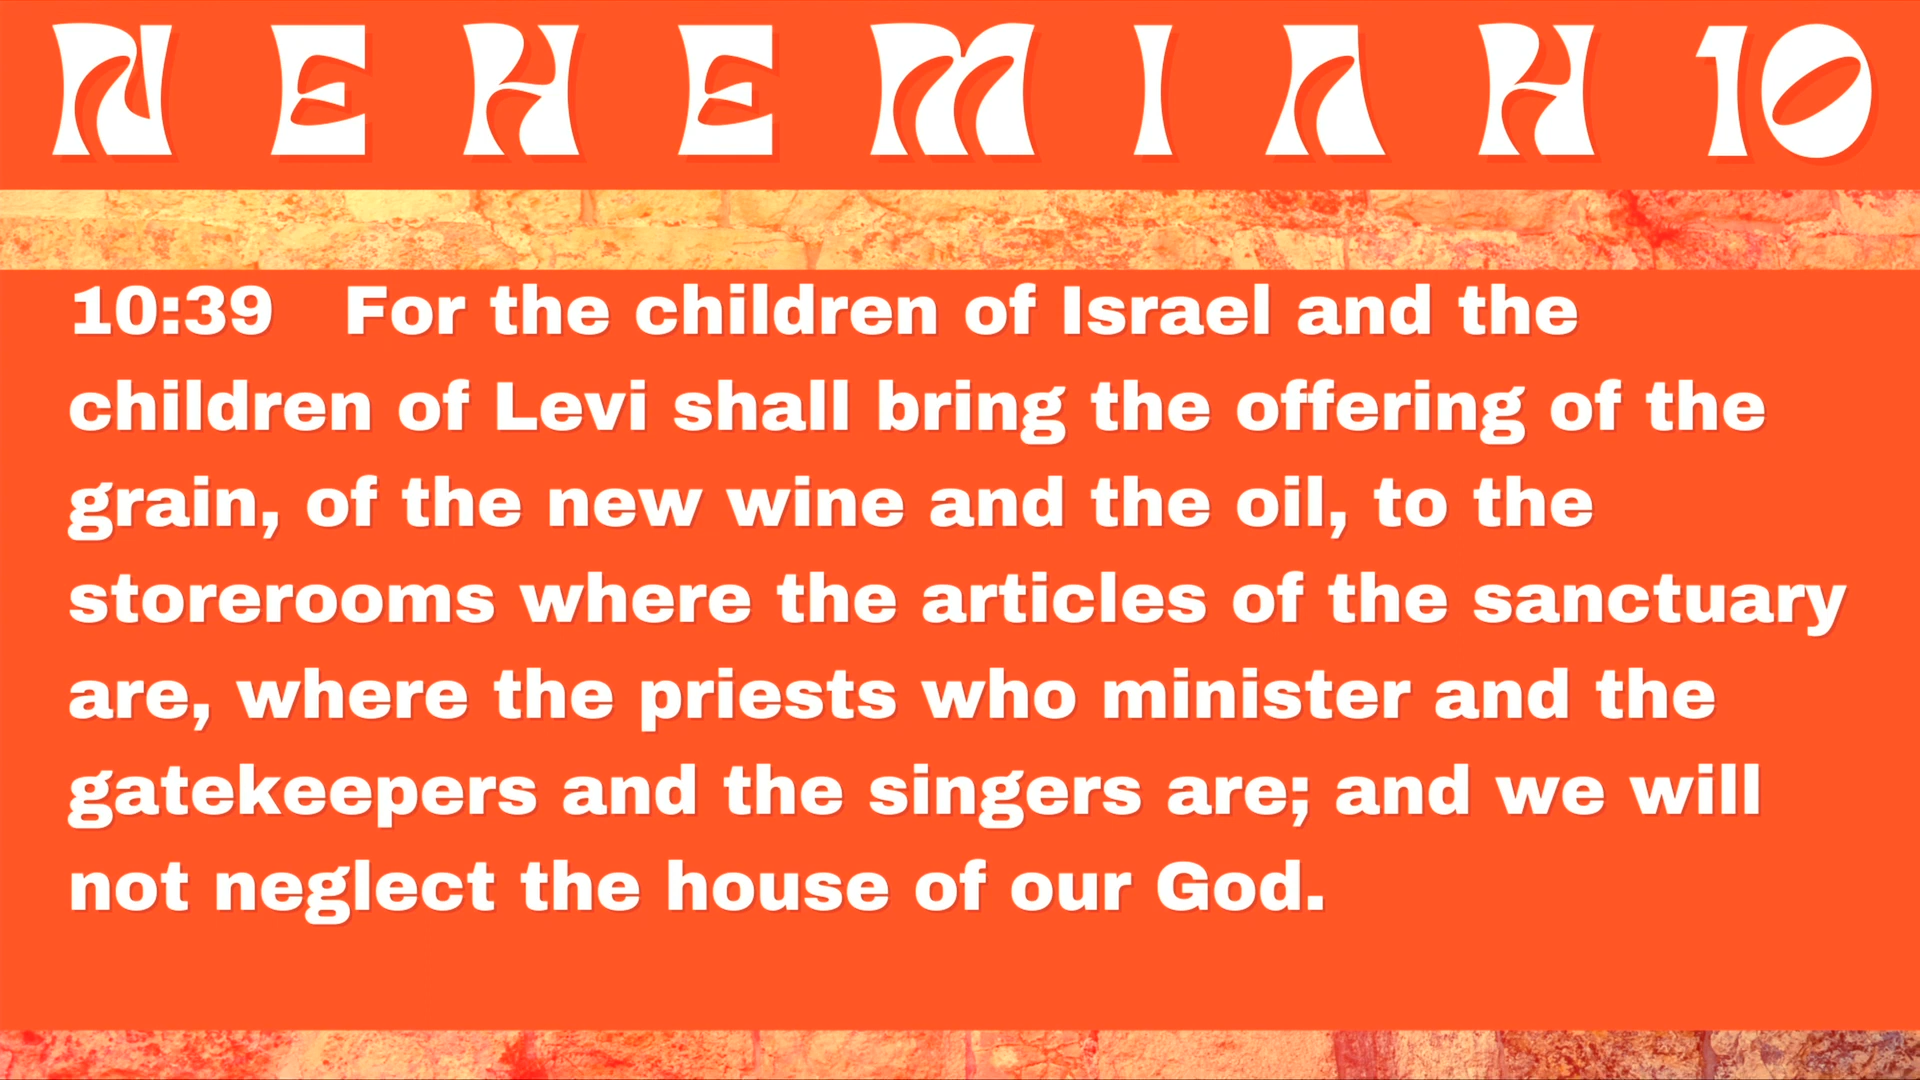 NEHEMIAH 10
10:39 For the children of Israel and the
children of Levi shall bring the offering of the
grain, of the new wine and the oil, to the
storerooms where the articles of the sanctuary
are, where the priests who minister and the
gatekeepers and the singers are; and we will
not neglect the house of our God.